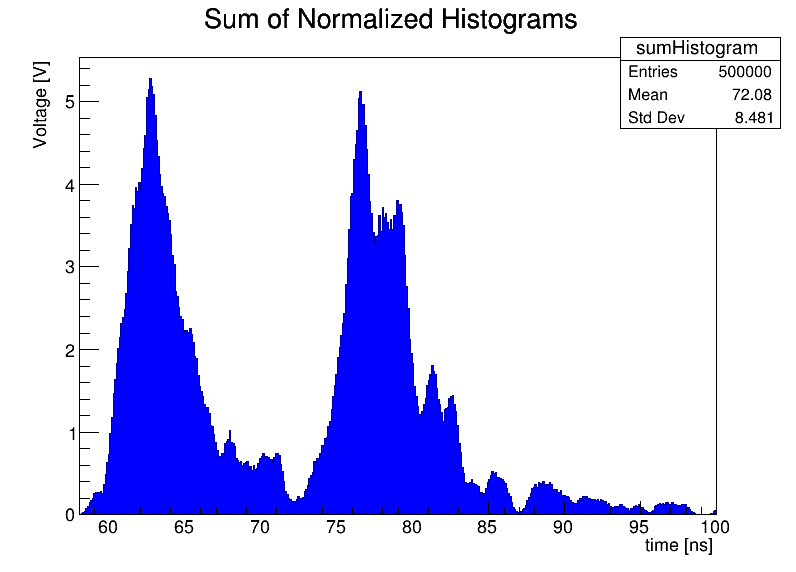 Sum of Normalized Histograms
sumHistogram
Entries 500000
Mean 72.08
Std Dev 8.481
Voltage [V]
5
4
3
2
1
0
60 65 70 75 80 85 90 95 100
time [ns]